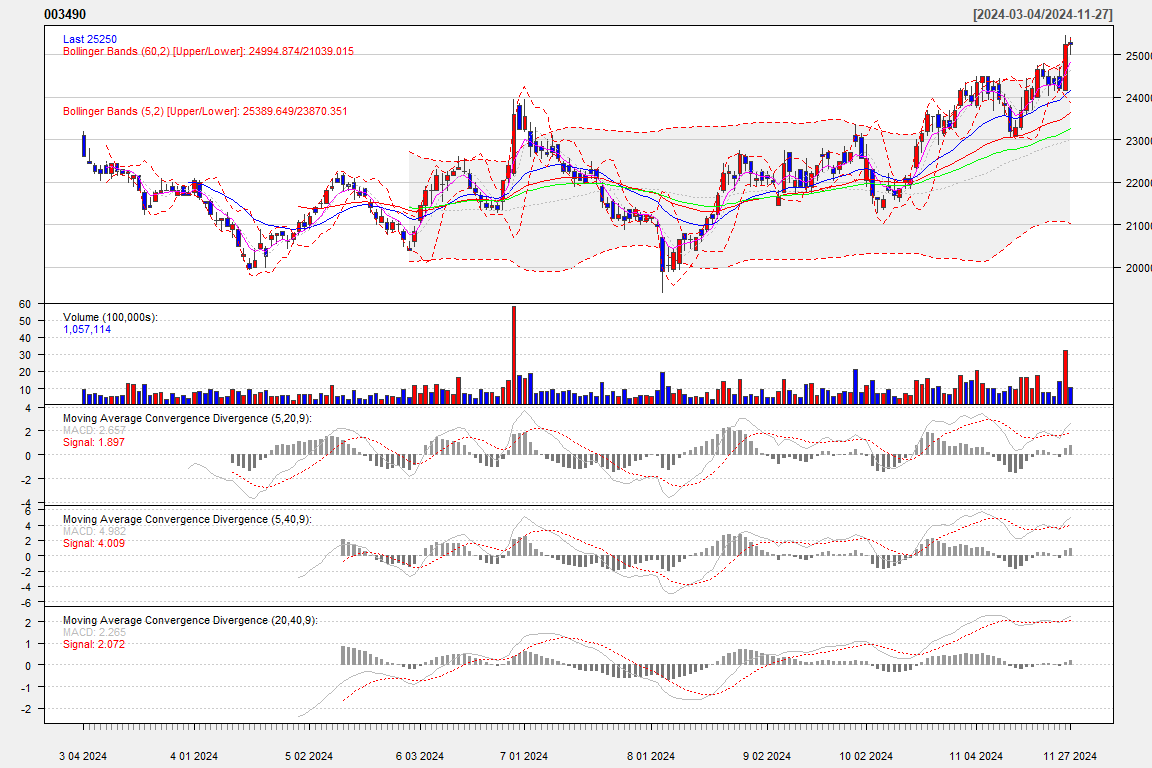 003490 [2024-03-04/2024-11-27]
Last 25250
Bollinger Bands (60,2) [Upper/Lower]: 24994.874/21039.015
Bollinger Bands (5,2) [Upper/Lower]: 25389.649/23870.351
25000
24000
23000
22000
21000
20000
Volume (100,000s):
1,057,114
60
50
40
30
20
10
Moving Average Convergence Divergence (5,20,9):
MACD: 2.657
Signal: 1.897
4
2
0
-2
-4
Moving Average Convergence Divergence (5,40,9):
MACD: 4.982
Signal: 4.009
6
4
2
0
-2
-4
-6
Moving Average Convergence Divergence (20,40,9):
MACD: 2.265
Signal: 2.072
2
1
0
-1
-2
3 04 2024 4 01 2024 5 02 2024 6 03 2024 7 01 2024 8 01 2024 9 02 2024 10 02 2024 11 04 2024 11 27 2024